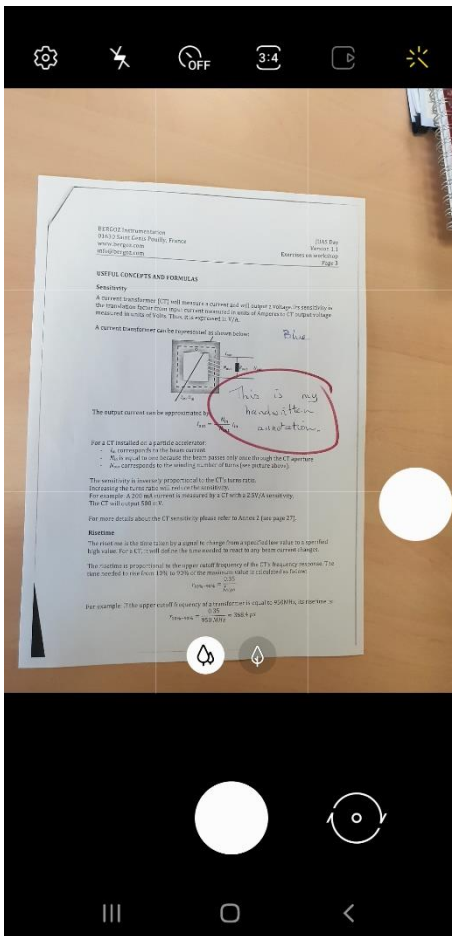 OFF
3:4
BERGOZ Instrumentation
01630 Saint Genis Pouilly, France
www.bergoz.com
info@bergoz.com
JUAS Ray
Version 1.1
Exercises on workshop
Page 3
USEFUL CONCEPTS AND FORMULAS
Sensitivity
A current transformer (CT) will measure a current and will output a voltage. Its sensitivity is
the translation factor from input current measured in units of Amperes to CT output voltage
measured in units of Volts. Thus, it is expressed in V/A.
A current transformer can be represented as shown below:
Blue
This is my
handwritten
annotation.
The output current can be approximated by
For a CT installed on a particle accelerator:
- corresponds to the beam current
- is equal to one because the beam passes only once through the CT aperture
- corresponds to the winding number of turns (see picture above).
The sensitivity is inversely proportional to the CT's turns ratio.
Increasing the turns ratio will reduce the sensitivity.
For example: A 200 mA current is measured by a CT with a 2.5V/A sensitivity.
The CT will output 500 mV.
For more details about the CT sensitivity please refer to Annex 2 (see page 27).
Risetime
The risetime is the time taken by a signal to change from a specified low value to a specified
high value. For a CT, it will define the time needed to react to any beam current changes.
The risetime is proportional to the upper cutoff frequency of the CT's frequency response. The
time needed to rise from 10% to 90% of the maximum value is calculated as follow:
0.35
For example: If the upper cutoff frequency of a transformer is equal to 950MHz, its risetime is
0.35
950 MHz